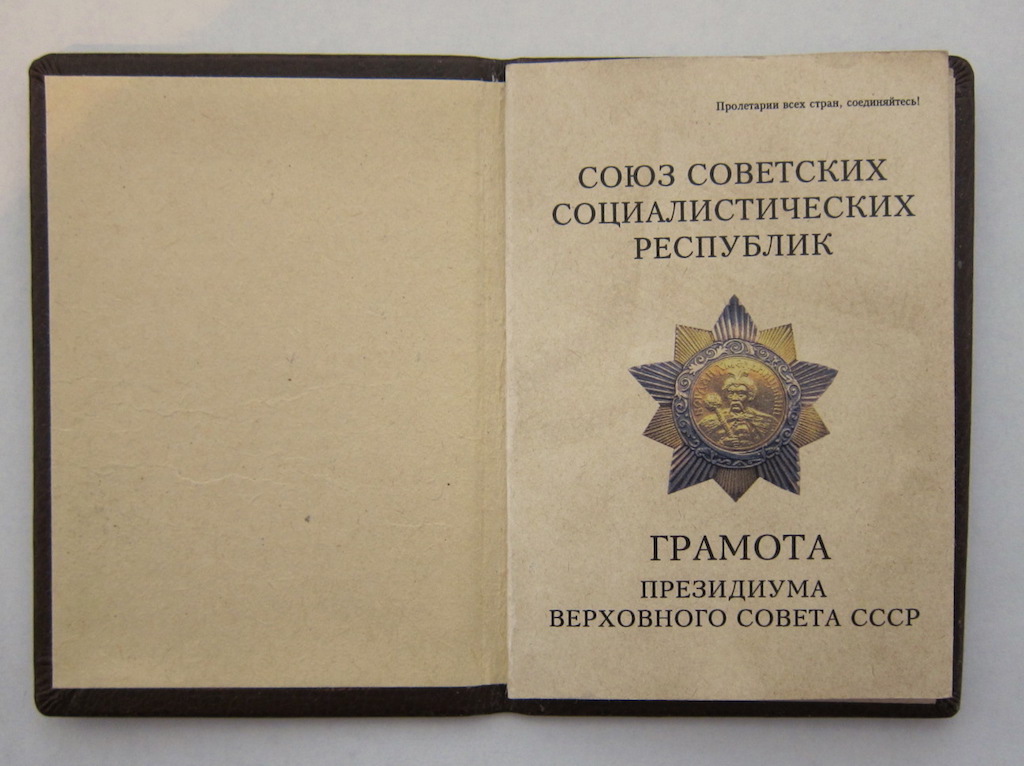 Пролетарии всех стран, соединяйтесь!
СОЮЗ СОВЕТСКИХ
СОЦИАЛИСТИЧЕСКИХ
РЕСПУБЛИК
ГРАМОТА
ПРЕЗИДИУМА
ВЕРХОВНОГО СОВЕТА СССР